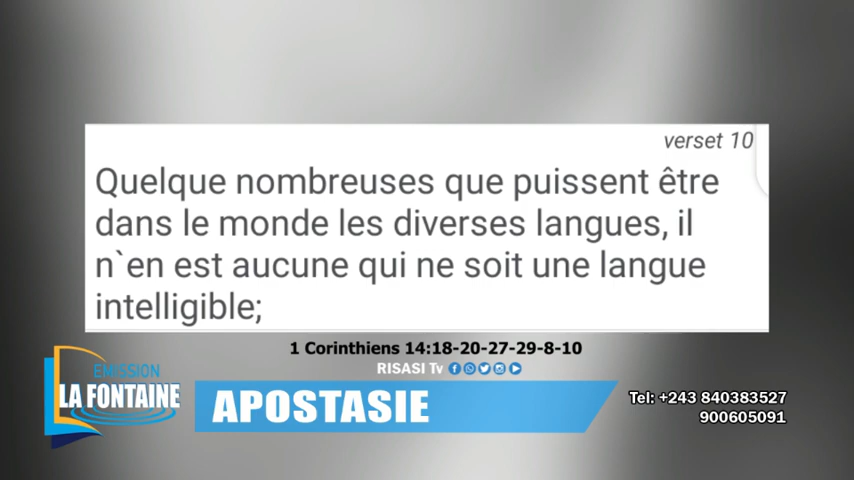 verset 10
Quelque nombreuses que puissent être
dans le monde les diverses langues, il
n`en est aucune qui ne soit une langue
intelligible;
1 Corinthiens 14:18-20-27-29-8-10
RISASI Tv
EMISSION
LA FONTAINE
APOSTASIE
Tel: +243 840383527
900605091